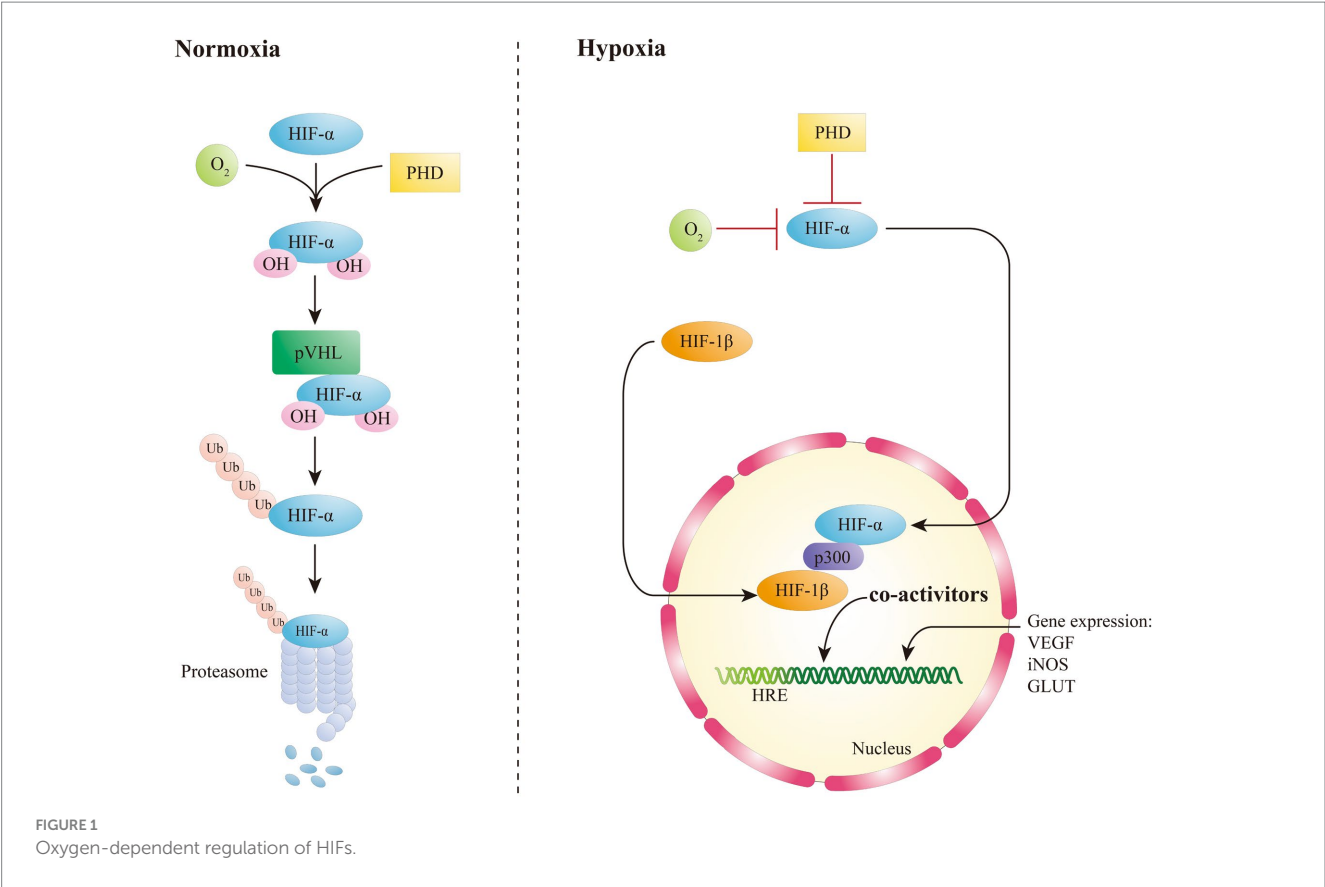 Normoxia
HIF-α
O₂
PHD
HIF-α
OH
OH
pVHL
HIF-α
OH
OH
Ub
Ub
Ub
Ub
HIF-α
Ub
Ub
Ub
Ub
HIF-α
Proteasome
Hypoxia
PHD
O₂
HIF-α
HIF-1β
HIF-α
p300
HIF-1β
co-activitors
Gene expression:
VEGF
iNOS
GLUT
HRE
Nucleus
FIGURE 1
Oxygen-dependent regulation of HIFs.